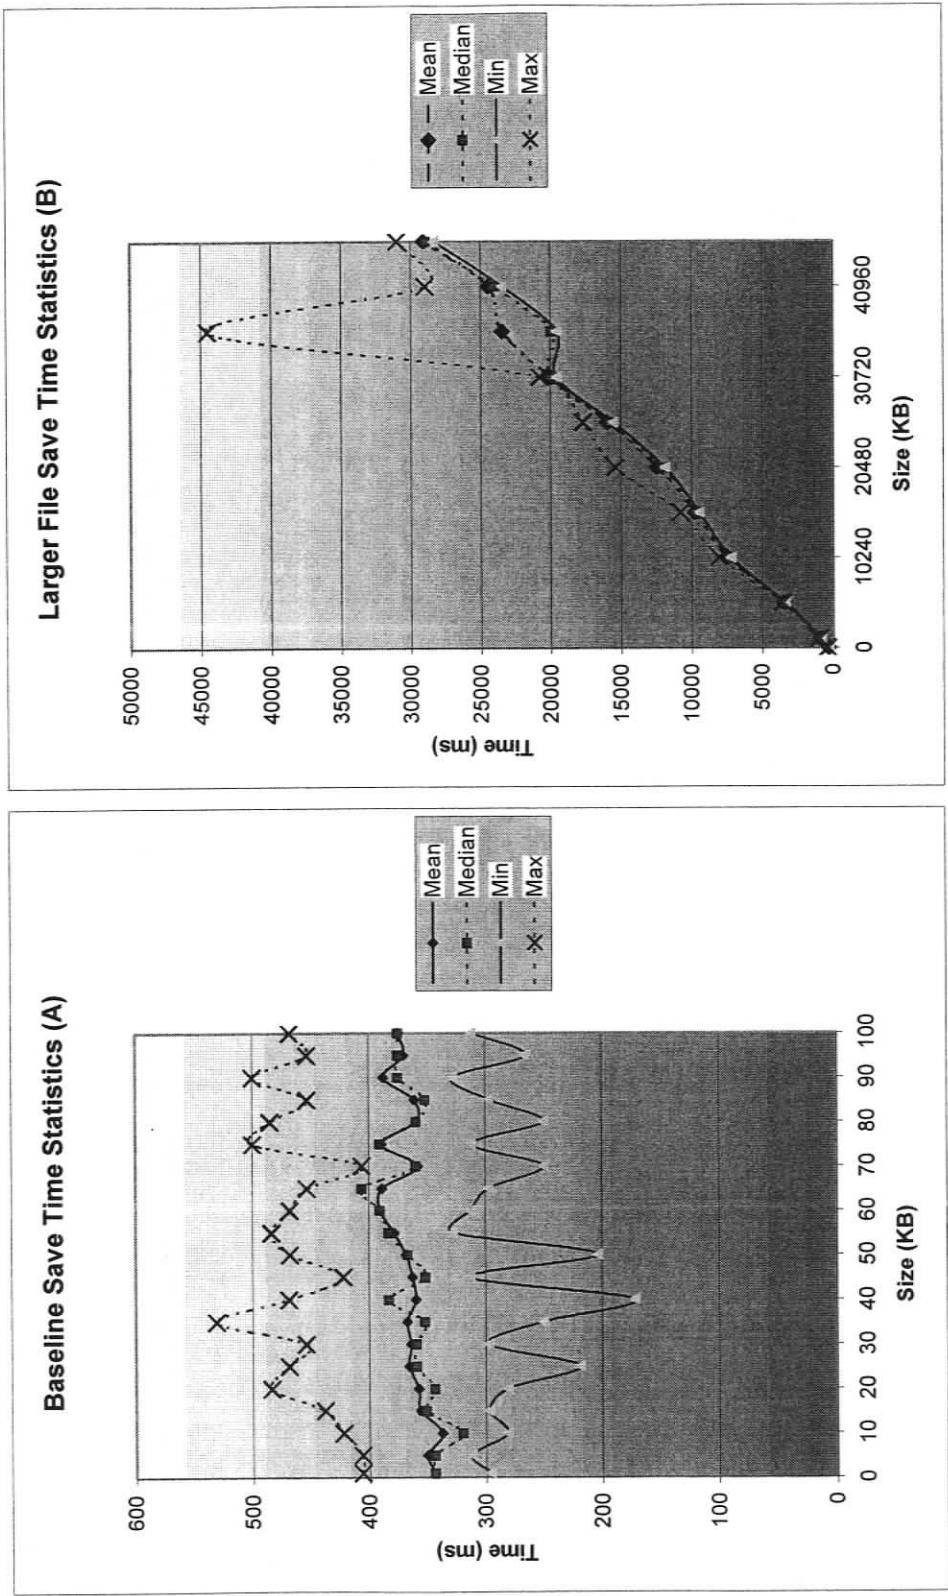 Baseline Save Time Statistics (A)
600
500
400
300
200
100
0
Time (ms)
0 10 20 30 40 50 60 70 80 90 100
Size (KB)
Mean
Median
Min
Max
Larger File Save Time Statistics (B)
50000
45000
40000
35000
30000
25000
20000
15000
10000
5000
0
Time (ms)
0 10240 20480 30720 40960
Size (KB)
Mean
Median
Min
Max